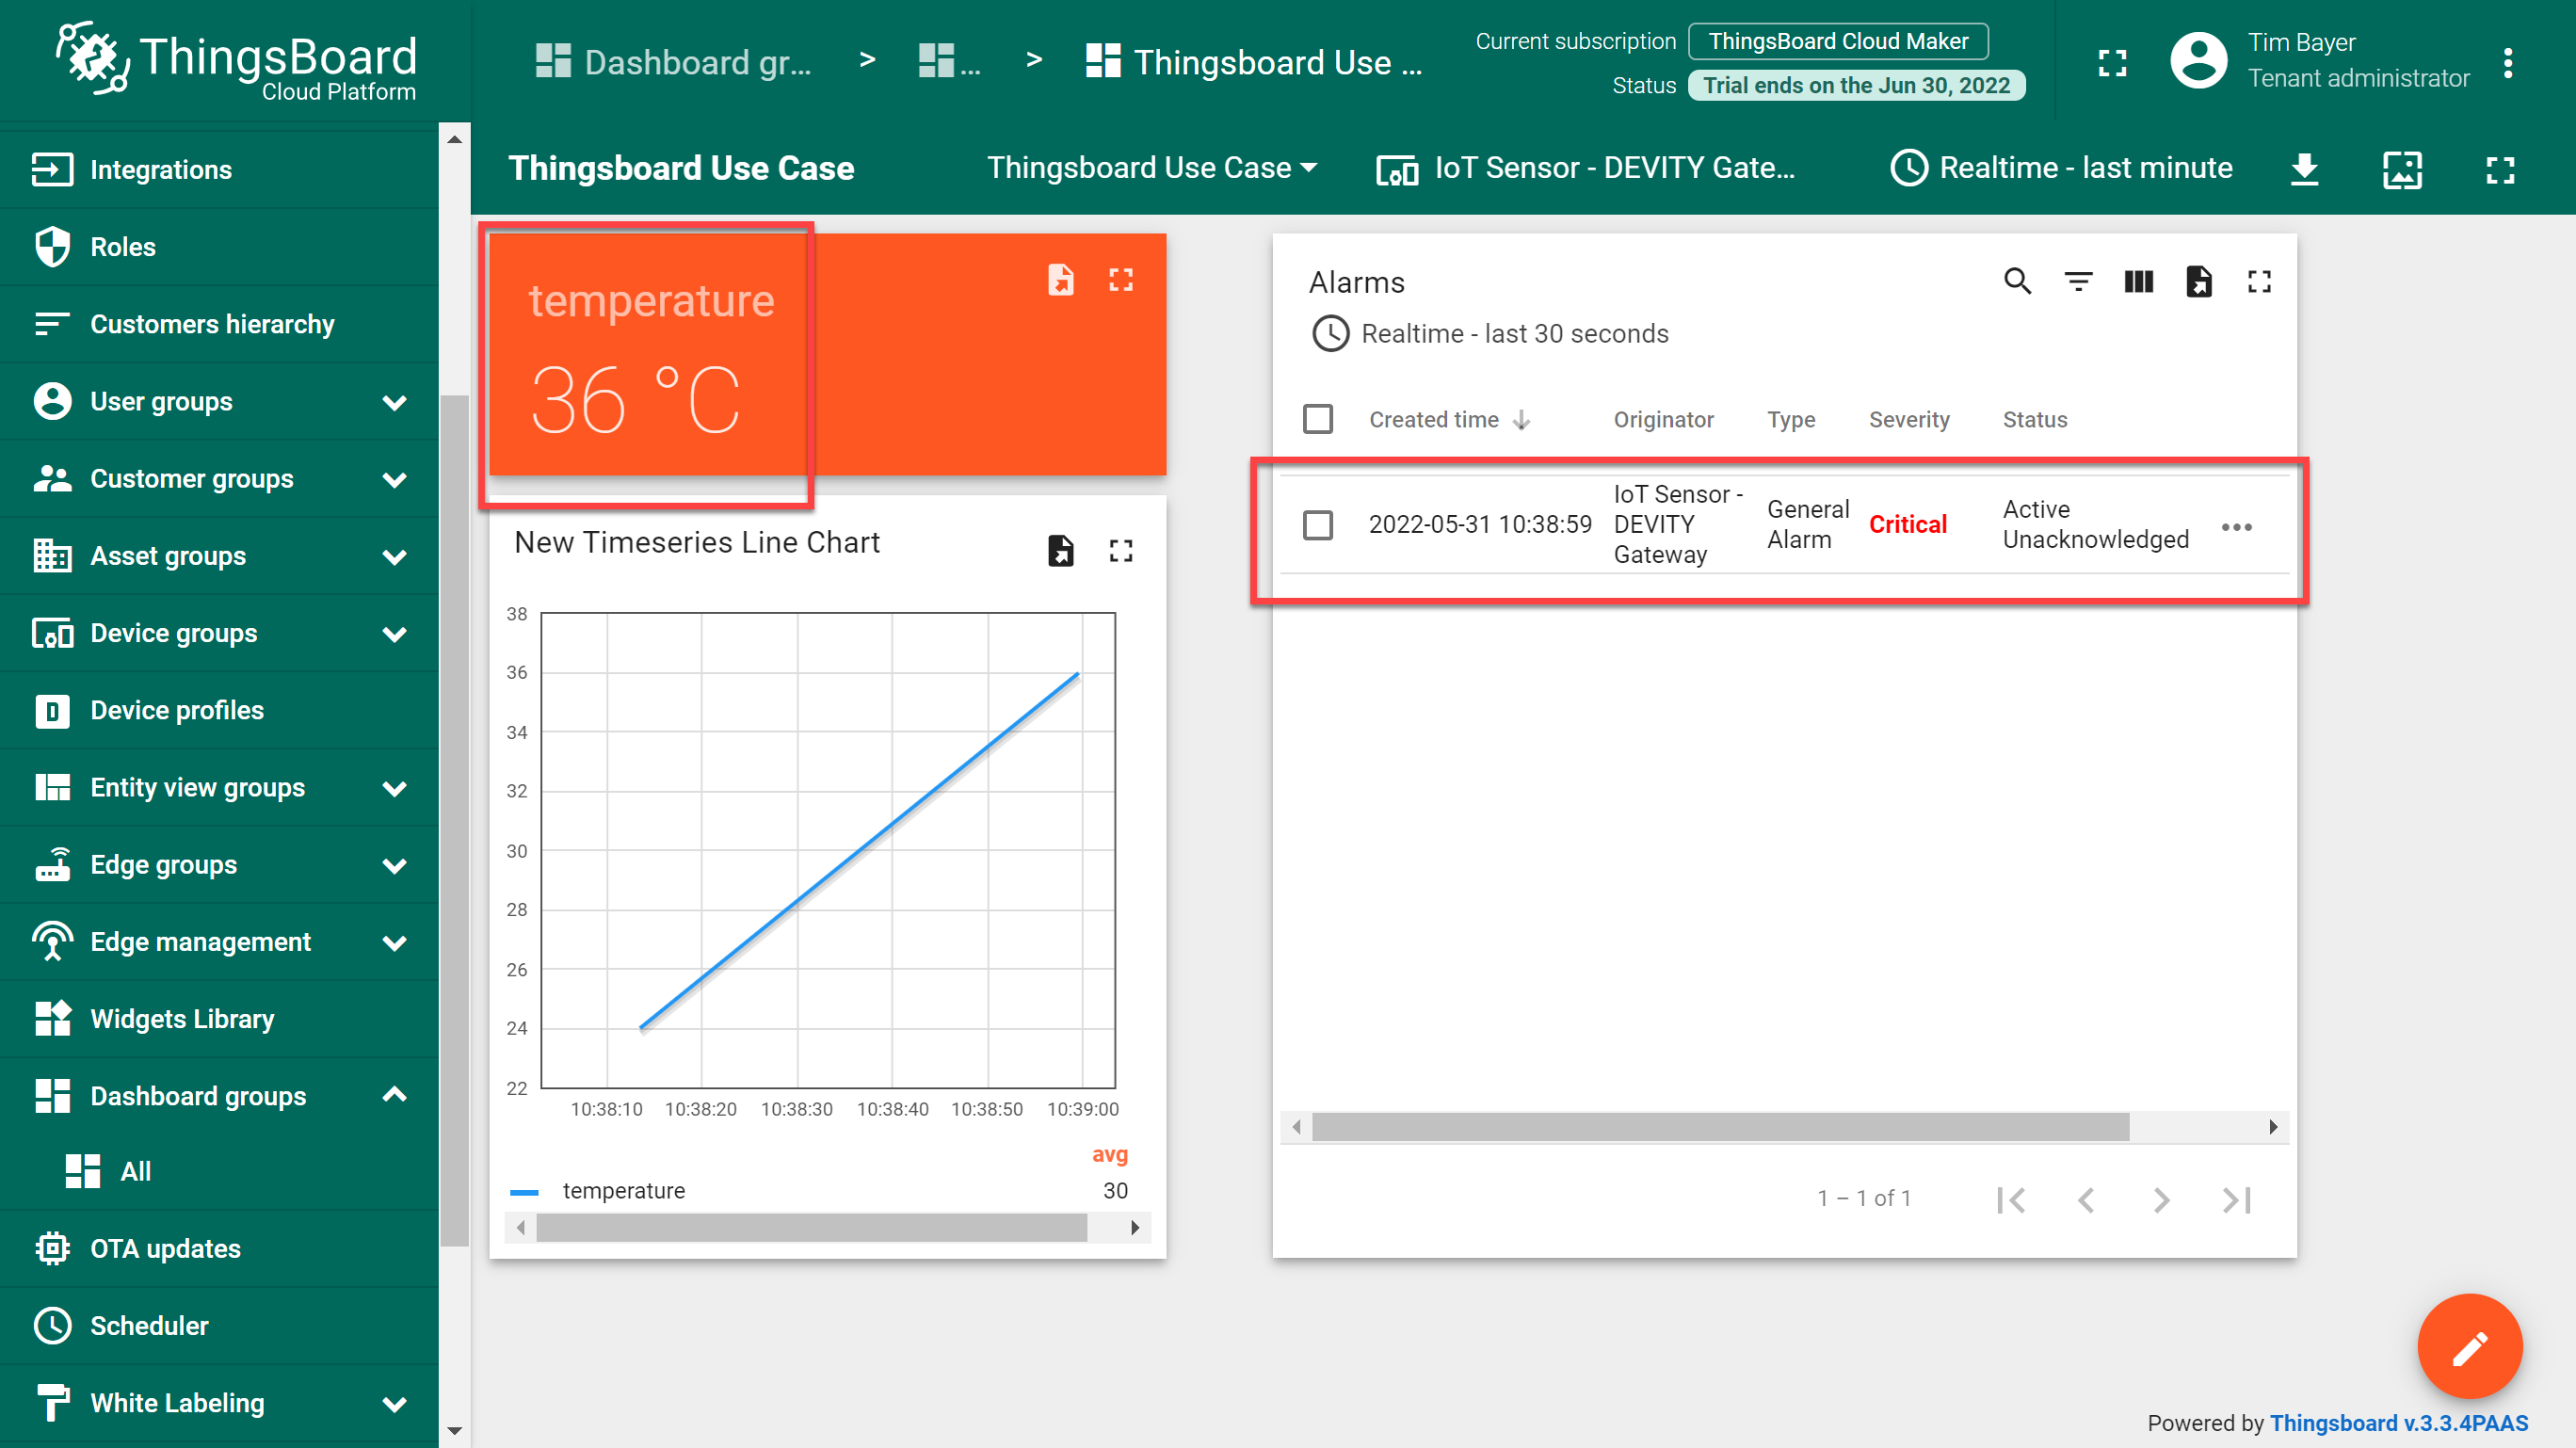 ThingsBoard
Cloud Platform
Dashboard gr... > ... > Thingsboard Use ...
Current subscription ThingsBoard Cloud Maker
Status Trial ends on the Jun 30, 2022
Tim Bayer
Tenant administrator
Integrations
Roles
Customers hierarchy
User groups
Customer groups
Asset groups
Device groups
Device profiles
Entity view groups
Edge groups
Edge management
Widgets Library
Dashboard groups
All
OTA updates
Scheduler
White Labeling
Thingsboard Use Case
Thingsboard Use Case
IoT Sensor - DEVITY Gate...
Realtime - last minute
temperature
36 °C
New Timeseries Line Chart
38
36
34
32
30
28
26
24
22
10:38:10 10:38:20 10:38:30 10:38:40 10:38:50 10:39:00
avg
temperature 30
Alarms
Realtime - last 30 seconds
Created time Originator Type Severity Status
2022-05-31 10:38:59
IoT Sensor -
DEVITY
Gateway
General
Alarm
Critical
Active
Unacknowledged
1 – 1 of 1
Powered by Thingsboard v.3.3.4PAAS